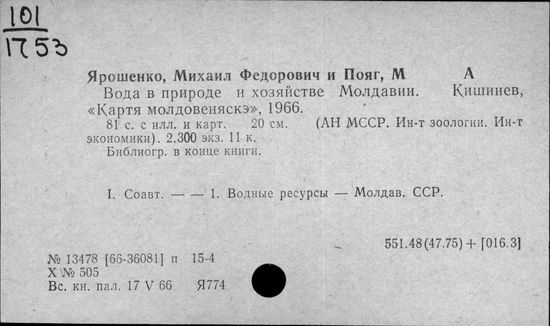 101
1753
Ярошенко, Михаил Федорович и Пояг, М А
Вода в природе и хозяйстве Молдавии. Кишинев,
«Картя молдовеняскэ», 1966.
81 с. с илл. и карт. 20 см. (АН МССР. Ин-т зоологии. Ин-т
экономики). 2.300 экз. 11 к.
Библиогр. в конце книги.
I. Соавт. — — 1. Водные ресурсы — Молдав. ССР.
551.48(47.75) + [016.3]
№ 13478 [66-36081] п 15-4
Х № 505
Вс. кн. пал. 17 V 66 Я774